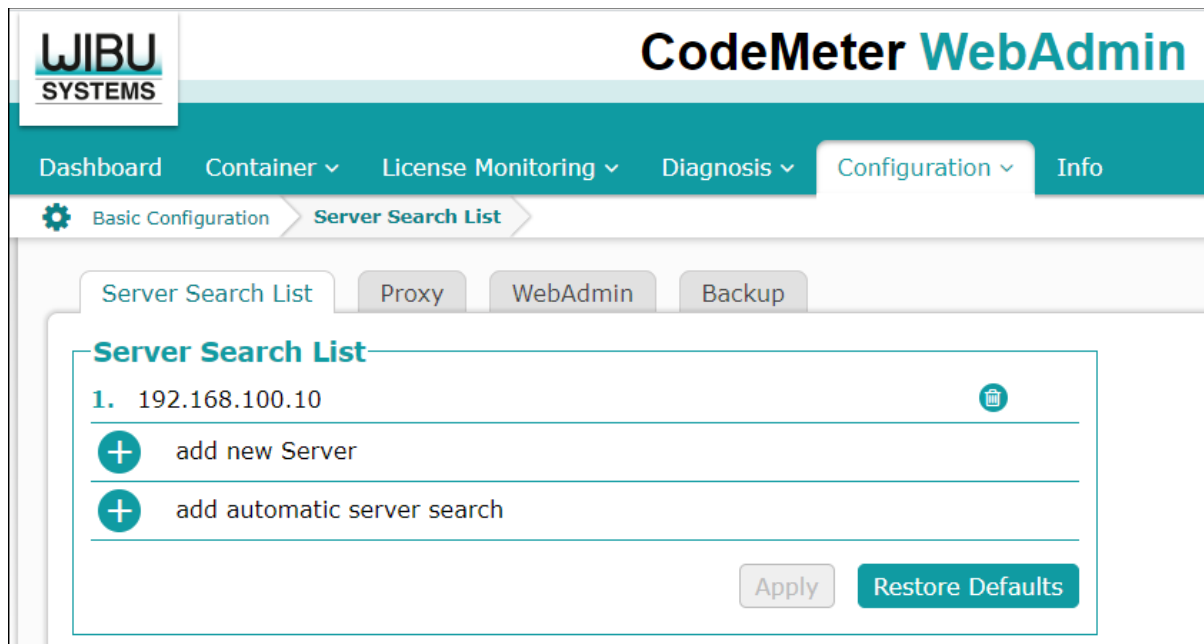 WIBU
SYSTEMS
CodeMeter WebAdmin
Dashboard Container License Monitoring Diagnosis Configuration Info
Basic Configuration Server Search List
Server Search List Proxy WebAdmin Backup
Server Search List
1. 192.168.100.10
add new Server
add automatic server search
Apply Restore Defaults